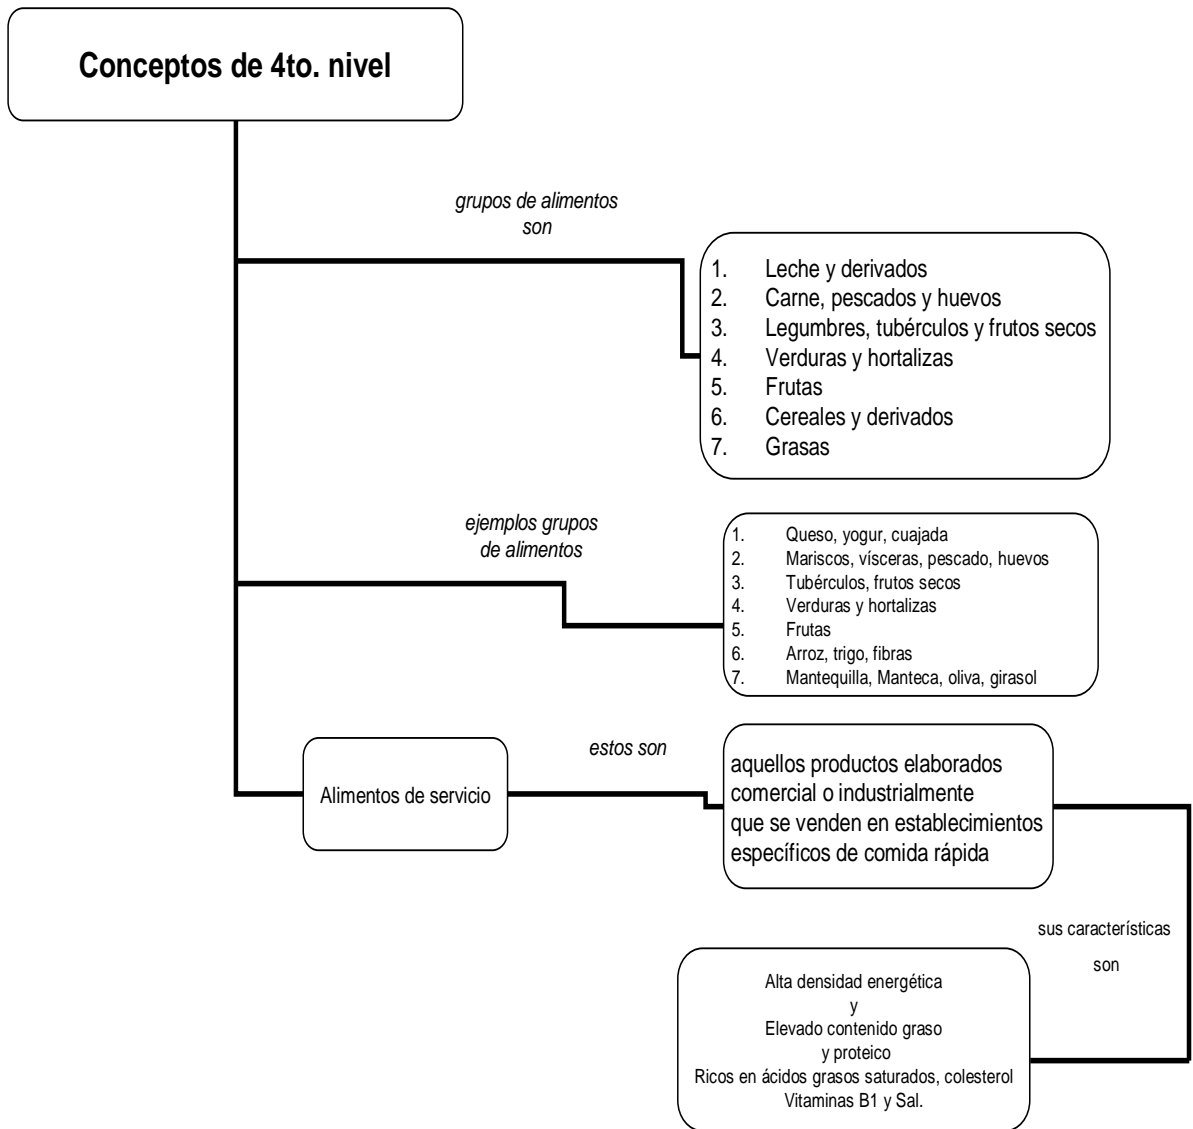 Conceptos de 4to. nivel
grupos de alimentos
son
1. Leche y derivados
2. Carne, pescados y huevos
3. Legumbres, tubérculos y frutos secos
4. Verduras y hortalizas
5. Frutas
6. Cereales y derivados
7. Grasas
ejemplos grupos
de alimentos
1. Queso, yogur, cuajada
2. Mariscos, vísceras, pescado, huevos
3. Tubérculos, frutos secos
4. Verduras y hortalizas
5. Frutas
6. Arroz, trigo, fibras
7. Mantequilla, Manteca, oliva, girasol
Alimentos de servicio
estos son
aquellos productos elaborados
comercial o industrialmente
que se venden en establecimientos
específicos de comida rápida
sus características
son
Alta densidad energética
y
Elevado contenido graso
y proteico
Ricos en ácidos grasos saturados, colesterol
Vitaminas B1 y Sal.